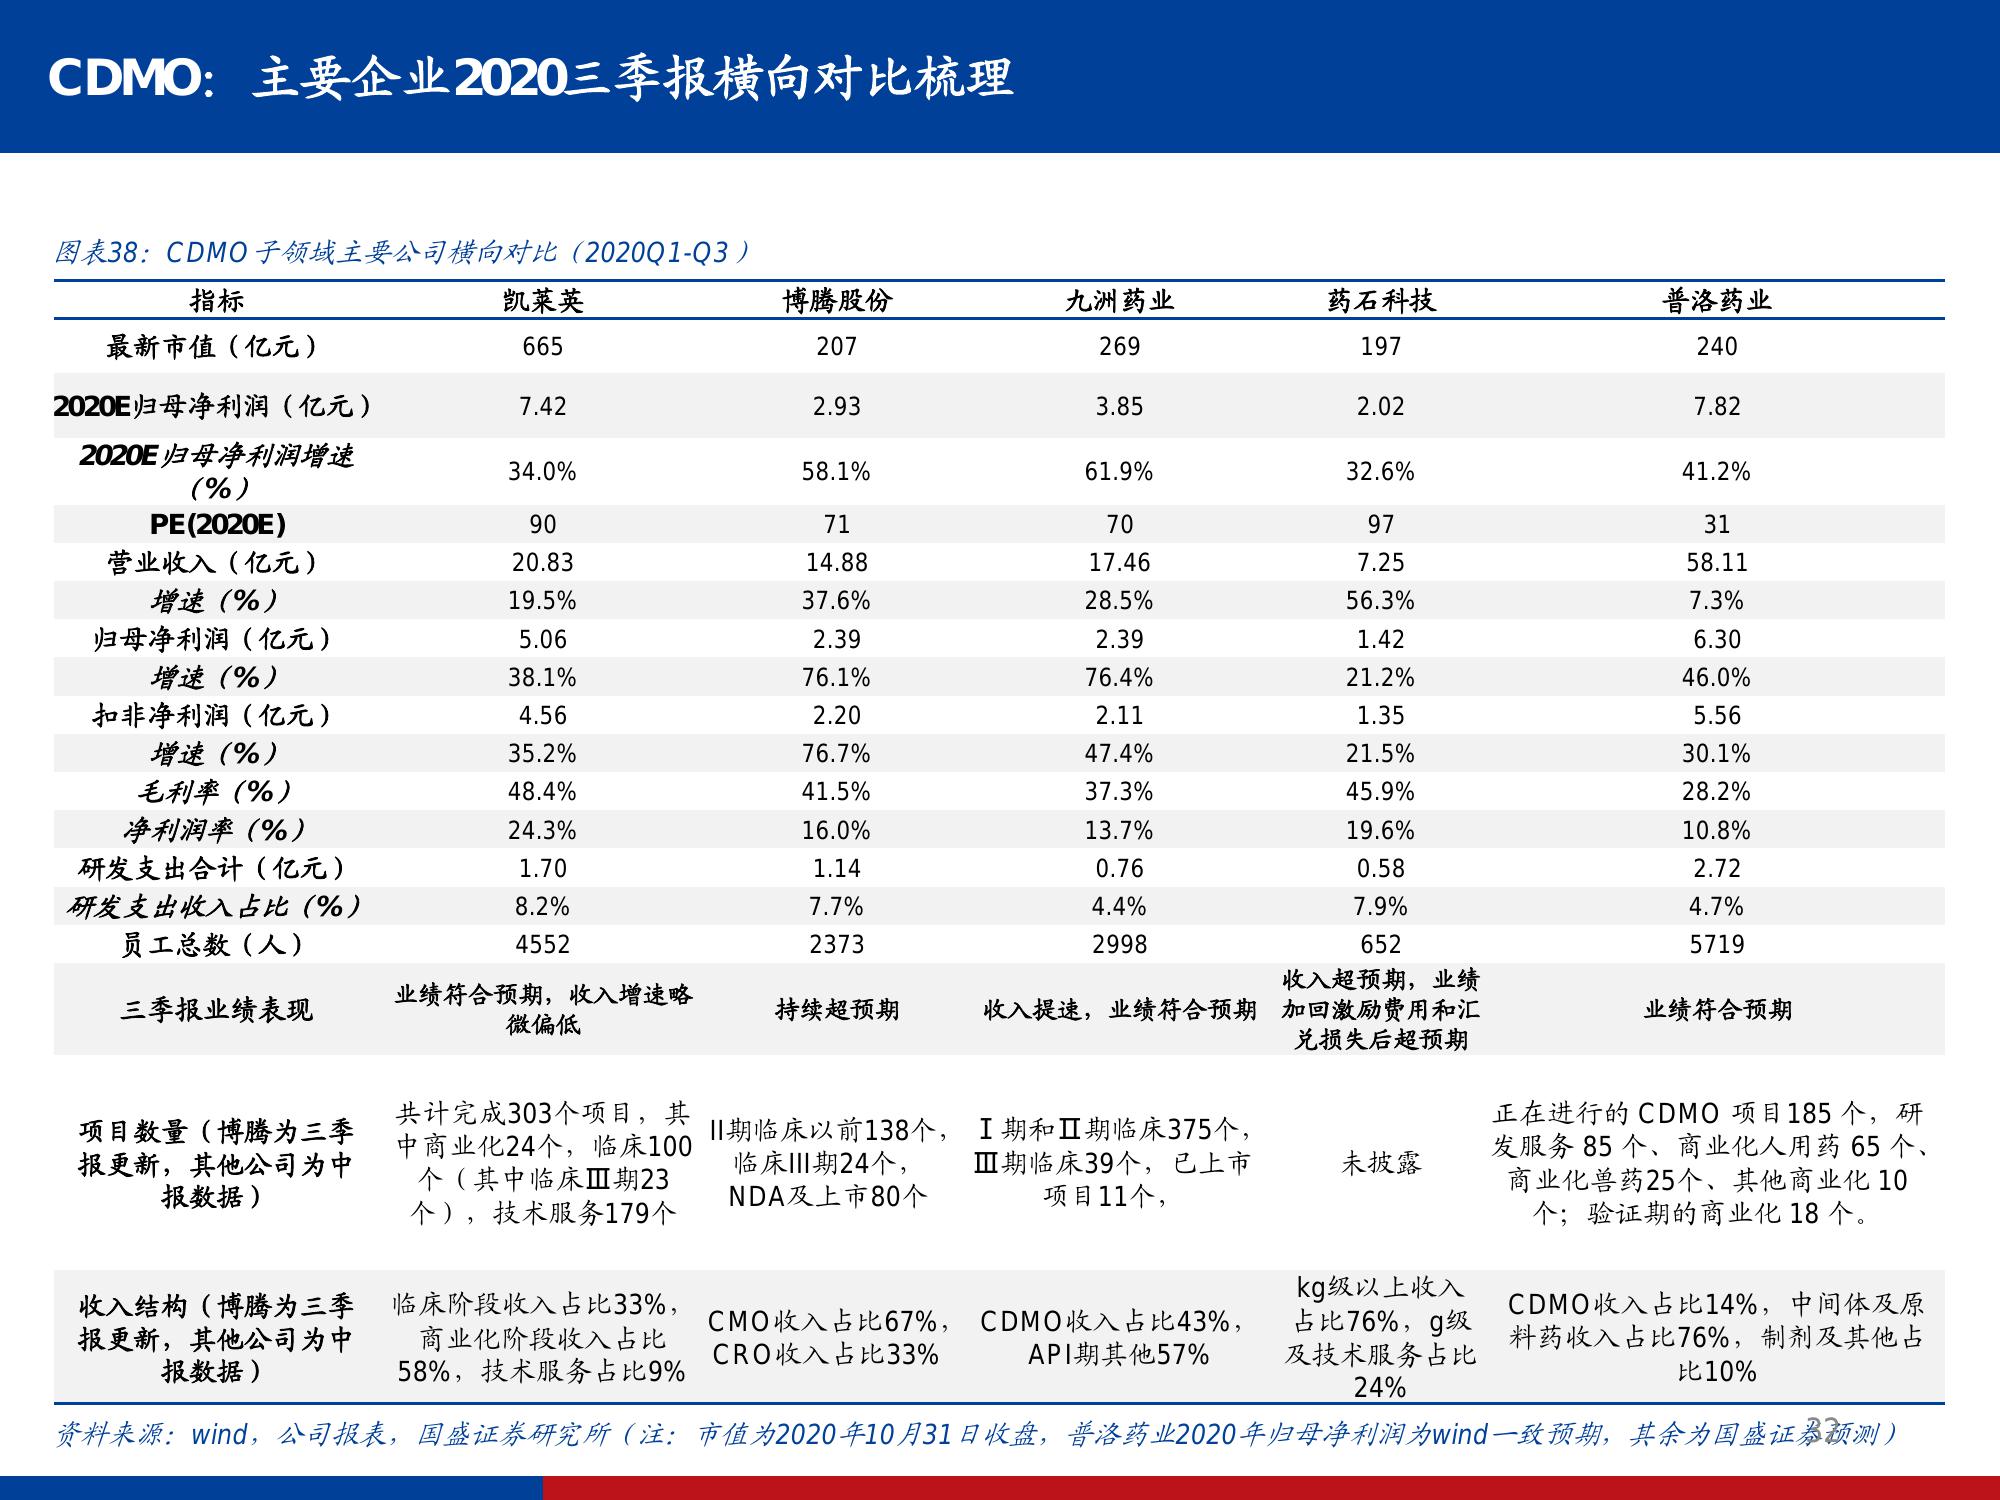 CDMO：主要企业2020三季报横向对比梳理
图表38：CDMO子领域主要公司横向对比（2020Q1-Q3）
指标 凯莱英 博腾股份 九洲药业 药石科技 普洛药业
最新市值（亿元） 665 207 269 197 240
2020E归母净利润（亿元） 7.42 2.93 3.85 2.02 7.82
2020E归母净利润增速
（%） 34.0% 58.1% 61.9% 32.6% 41.2%
PE(2020E) 90 71 70 97 31
营业收入（亿元） 20.83 14.88 17.46 7.25 58.11
增速（%） 19.5% 37.6% 28.5% 56.3% 7.3%
归母净利润（亿元） 5.06 2.39 2.39 1.42 6.30
增速（%） 38.1% 76.1% 76.4% 21.2% 46.0%
扣非净利润（亿元） 4.56 2.20 2.11 1.35 5.56
增速（%） 35.2% 76.7% 47.4% 21.5% 30.1%
毛利率（%） 48.4% 41.5% 37.3% 45.9% 28.2%
净利润率（%） 24.3% 16.0% 13.7% 19.6% 10.8%
研发支出合计（亿元） 1.70 1.14 0.76 0.58 2.72
研发支出收入占比（%） 8.2% 7.7% 4.4% 7.9% 4.7%
员工总数（人） 4552 2373 2998 652 5719
三季报业绩表现
业绩符合预期，收入增速略
微偏低
持续超预期
收入提速，业绩符合预期
收入超预期，业绩
加回激励费用和汇
兑损失后超预期
业绩符合预期
项目数量（博腾为三季
报更新，其他公司为中
报数据）
共计完成303个项目，其
中商业化24个，临床100
个（其中临床Ⅲ期23
个），技术服务179个
II期临床以前138个，
临床III期24个，
NDA及上市80个
Ⅰ期和Ⅱ期临床375个，
Ⅲ期临床39个，已上市
项目11个，
未披露
正在进行的 CDMO 项目185 个，研
发服务 85 个、商业化人用药 65 个、
商业化兽药25个、其他商业化 10
个；验证期的商业化 18 个。
收入结构（博腾为三季
报更新，其他公司为中
报数据）
临床阶段收入占比33%，
商业化阶段收入占比
58%，技术服务占比9%
CMO收入占比67%，
CRO收入占比33%
CDMO收入占比43%，
API期其他57%
kg级以上收入
占比76%，g级
及技术服务占比
24%
CDMO收入占比14%，中间体及原
料药收入占比76%，制剂及其他占
比10%
资料来源：wind，公司报表，国盛证券研究所（注：市值为2020年10月31日收盘，普洛药业2020年归母净利润为wind一致预期，其余为国盛证券预测）
32